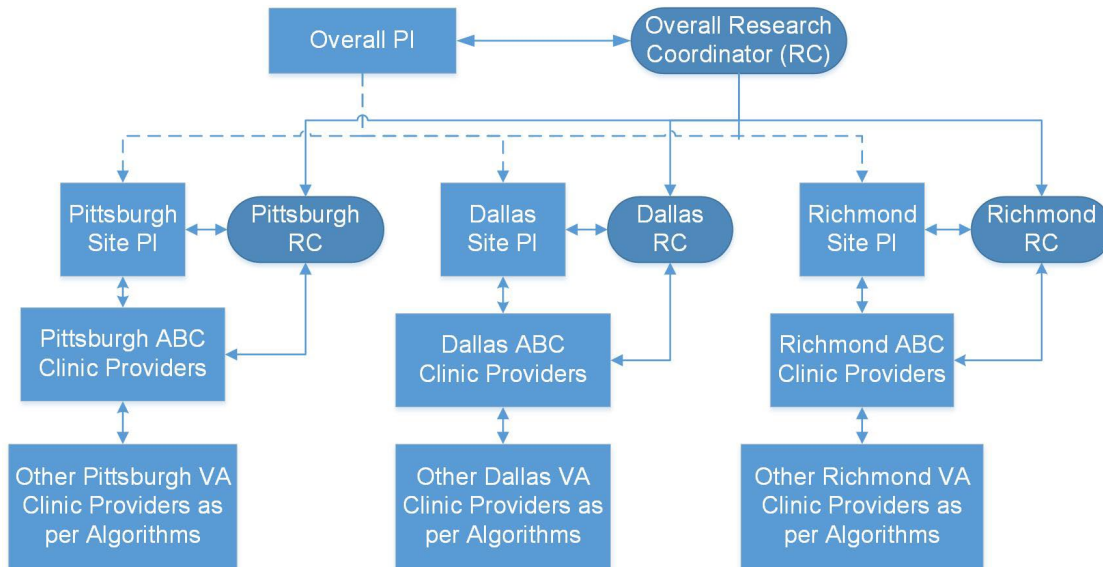 Overall PI
Overall Research
Coordinator (RC)
Pittsburgh
Site PI
Pittsburgh
RC
Dallas
Site PI
Dallas
RC
Richmond
Site PI
Richmond
RC
Pittsburgh ABC
Clinic Providers
Dallas ABC
Clinic Providers
Richmond ABC
Clinic Providers
Other Pittsburgh VA
Clinic Providers as
per Algorithms
Other Dallas VA
Clinic Providers as
per Algorithms
Other Richmond VA
Clinic Providers as
per Algorithms